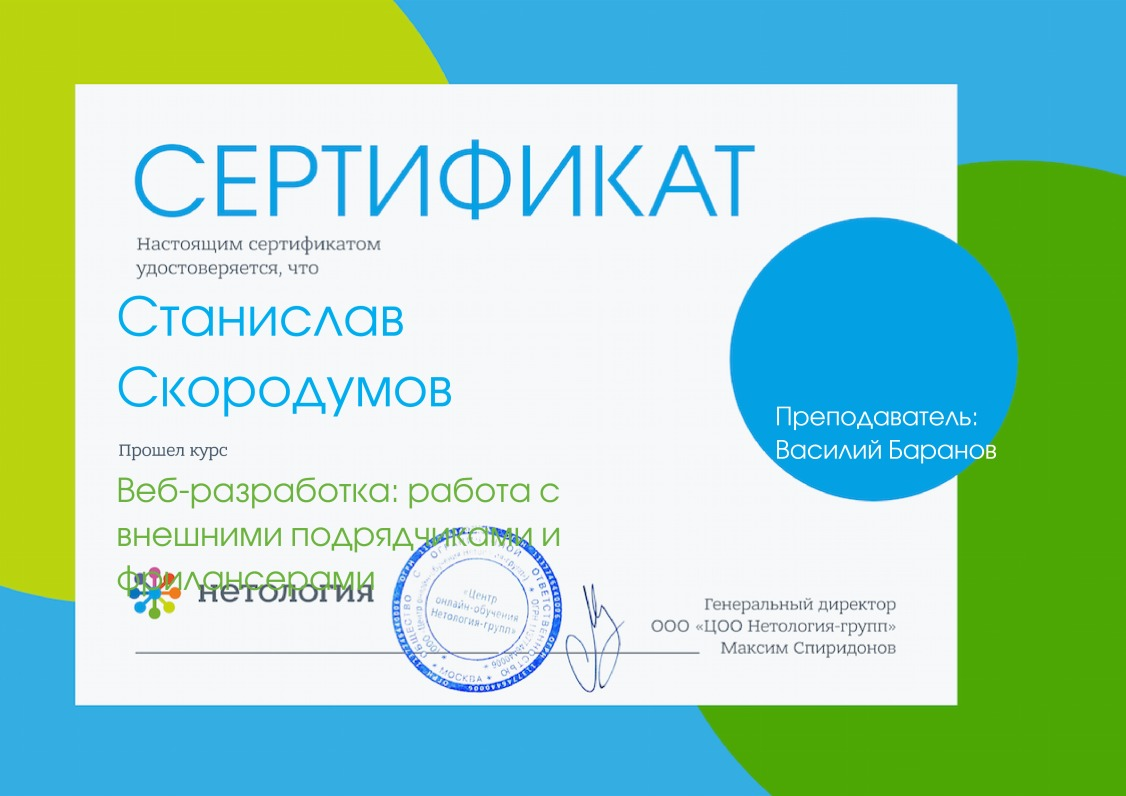 СЕРТИФИКАТ
Настоящим сертификатом
удостоверяется, что
Станислав
Скородумов
Прошел курс
Веб-разработка: работа с
внешними подрядчиками и
фрилансерами
Преподаватель:
Василий Баранов
нетология
«Центр
онлайн-обучения
Нетология-групп»
МОСКВА
Генеральный директор
ООО «ЦОО Нетология-групп»
Максим Спиридонов